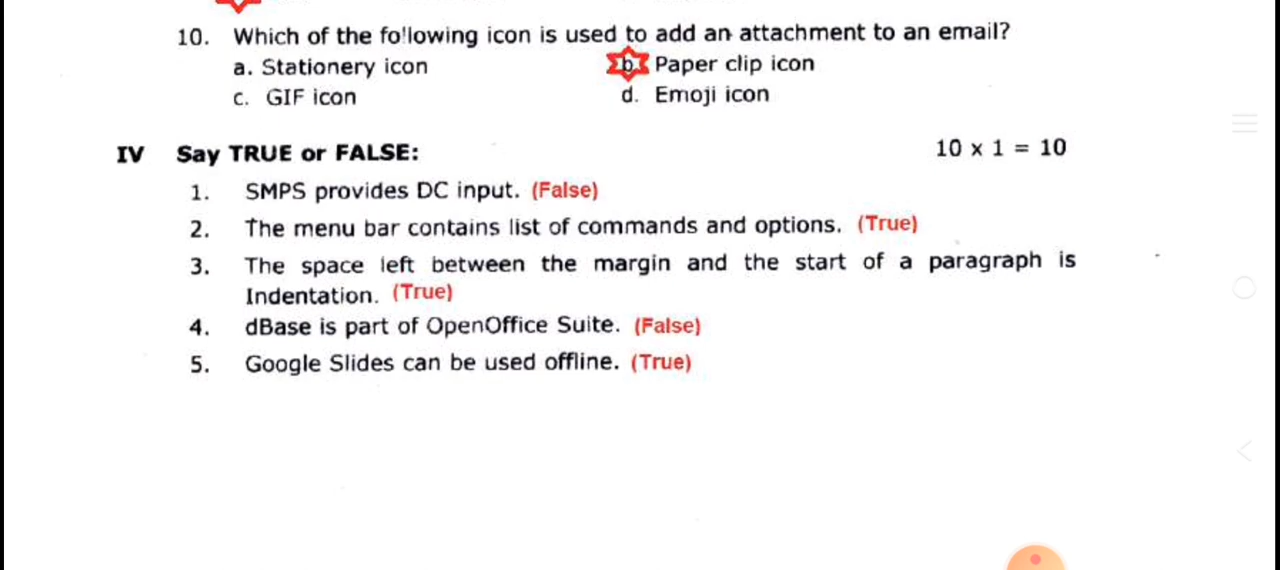 10. Which of the following icon is used to add an attachment to an email?
a. Stationery icon b. Paper clip icon
c. GIF icon d. Emoji icon
IV Say TRUE or FALSE: 10 x 1 = 10
1. SMPS provides DC input. (False)
2. The menu bar contains list of commands and options. (True)
3. The space left between the margin and the start of a paragraph is
Indentation. (True)
4. dBase is part of OpenOffice Suite. (False)
5. Google Slides can be used offline. (True)